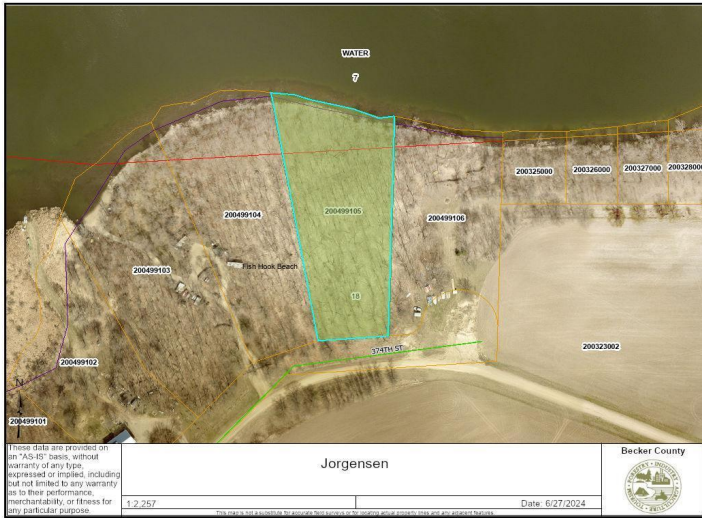 WATER
7
200325000
200326000
200327000
200328000
200499104
200499105
200499106
200499103
Fish Hook Beach
18
374TH ST
200323002
200499102
200499101
N
These data are provided on
an "AS-IS" basis, without
warranty of any type,
expressed or implied, including
but not limited to any warranty
as to their performance,
merchantability, or fitness for
any particular purpose.
Jorgensen
1:2,257
Date: 6/27/2024
This map is not a substitute for accurate field surveys or for locating actual property lines and any adjacent features.
Becker County